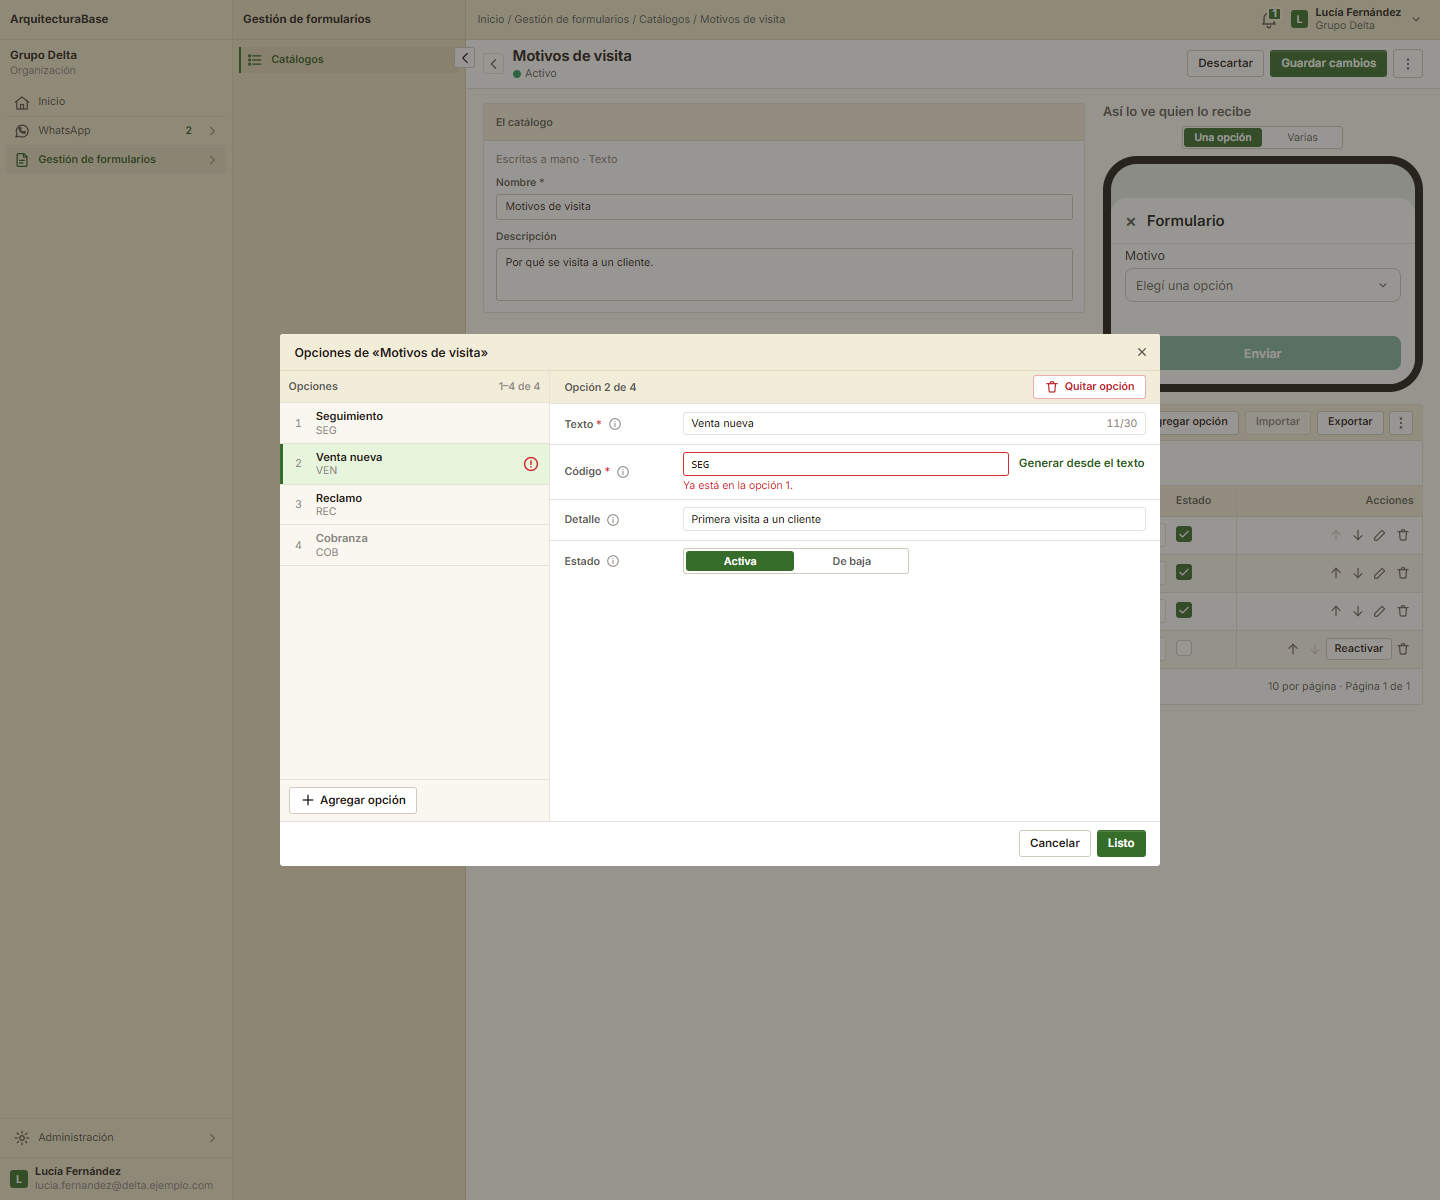 ArquitecturaBase
Grupo Delta
Organización
Inicio
WhatsApp 2
Gestión de formularios
Administración
L Lucía Fernández
lucia.fernandez@delta.ejemplo.com
Gestión de formularios
Catálogos
Inicio / Gestión de formularios / Catálogos / Motivos de visita
1
L Lucía Fernández
Grupo Delta
Motivos de visita
Activo
Descartar Guardar cambios
El catálogo
Escritas a mano · Texto
Nombre *
Motivos de visita
Descripción
Por qué se visita a un cliente.
Así lo ve quien lo recibe
Una opción Varias
Formulario
Motivo
Elegí una opción
Enviar
opción Importar Exportar
Estado Acciones
Reactivar
10 por página · Página 1 de 1
Opciones de «Motivos de visita»
Opciones 1–4 de 4
1 Seguimiento
SEG
2 Venta nueva
VEN
3 Reclamo
REC
4 Cobranza
COB
Agregar opción
Opción 2 de 4 Quitar opción
Texto * Venta nueva 11/30
Código * SEG Generar desde el texto
Ya está en la opción 1.
Detalle Primera visita a un cliente
Estado Activa De baja
Cancelar Listo